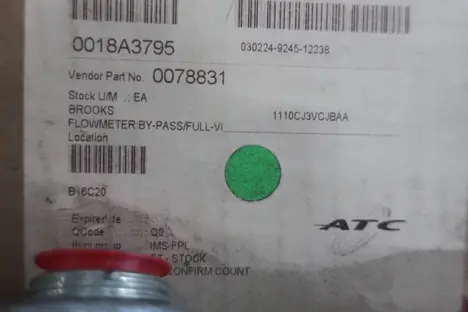 0018A3795 030224-9245-12238
Vendor Part No. 0078831
Stock U/M .: EA
BROOKS 1110CJ3VCJBAA
FLOWMETER:BY-PASS/FULL-VI
Location
B 6C20
ATC
QCode : Q9
IMS-FPL
STOCK
CONFIRM COUNT